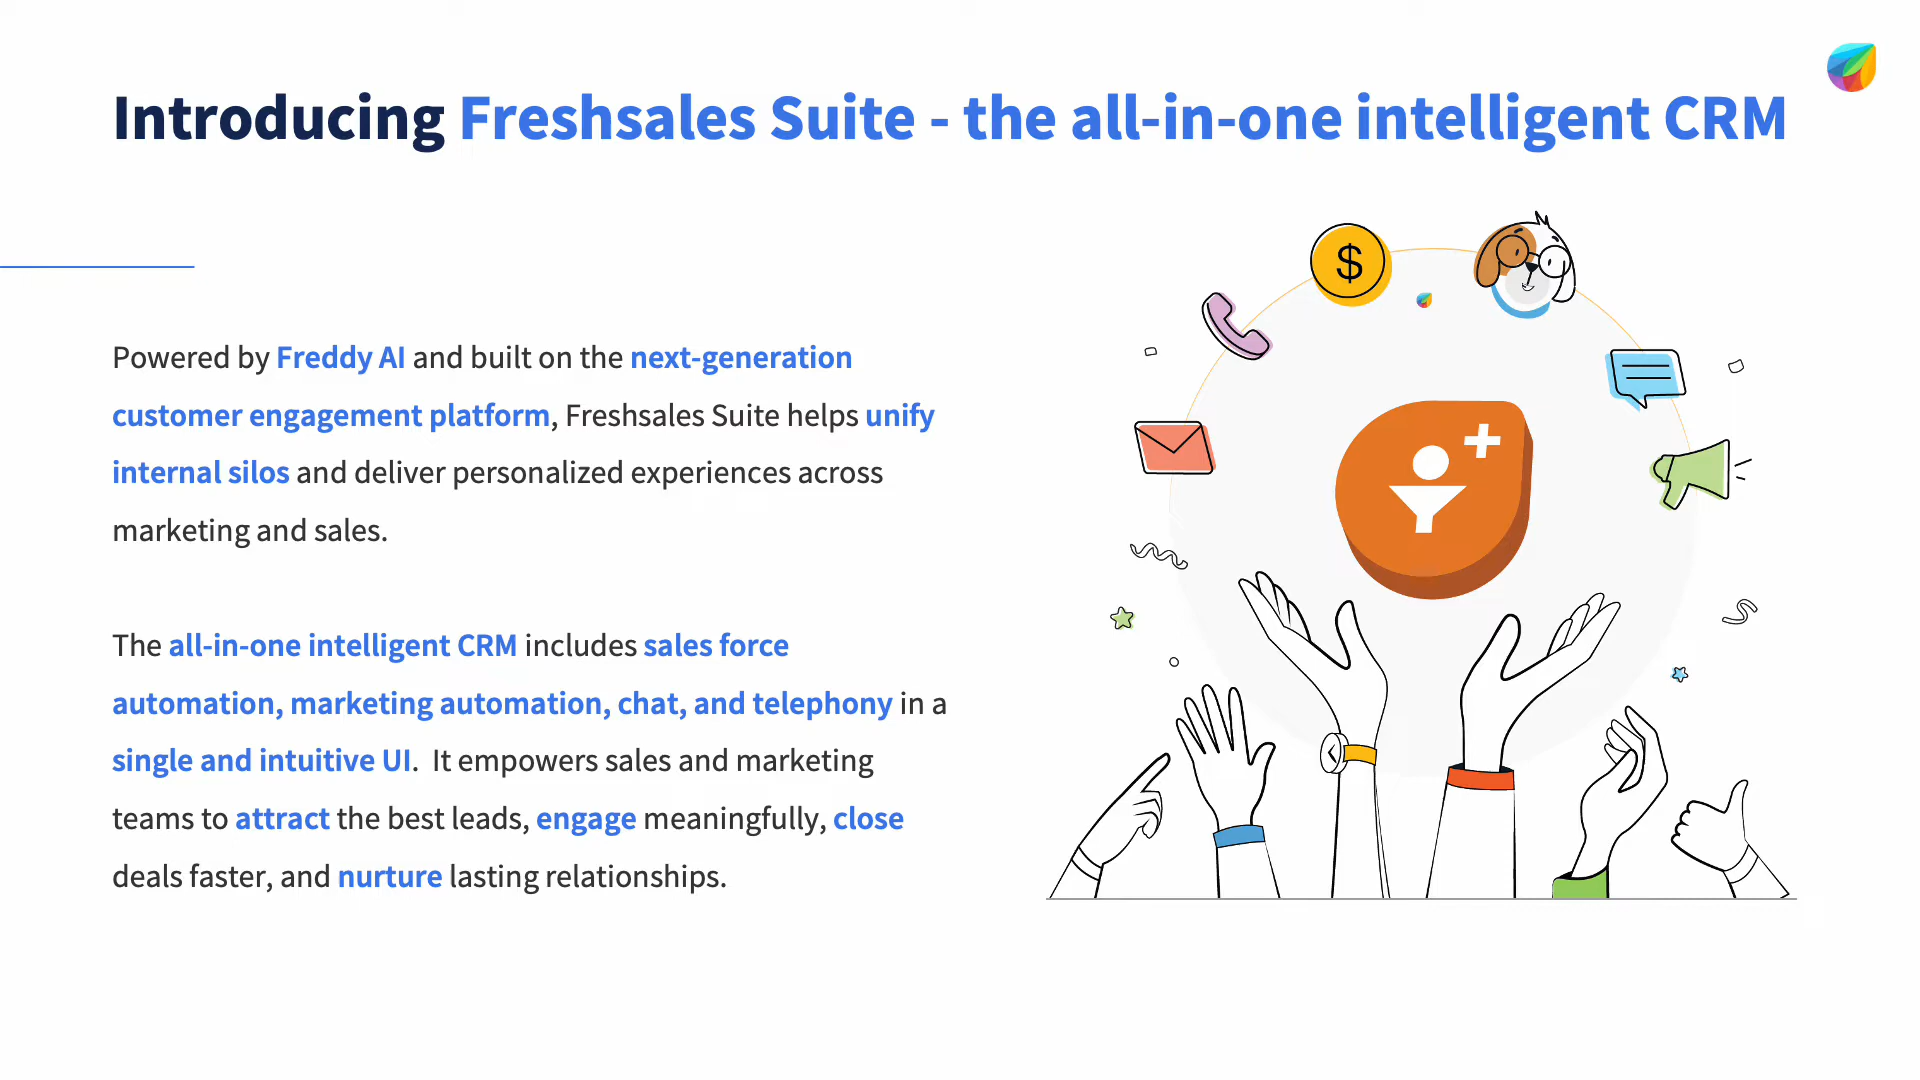 Introducing Freshsales Suite - the all-in-one intelligent CRM
$
Powered by Freddy AI and built on the next-generation
customer engagement platform, Freshsales Suite helps unify
internal silos and deliver personalized experiences across
marketing and sales.
The all-in-one intelligent CRM includes sales force
automation, marketing automation, chat, and telephony in a
single and intuitive UI.  It empowers sales and marketing
teams to attract the best leads, engage meaningfully, close
deals faster, and nurture lasting relationships.